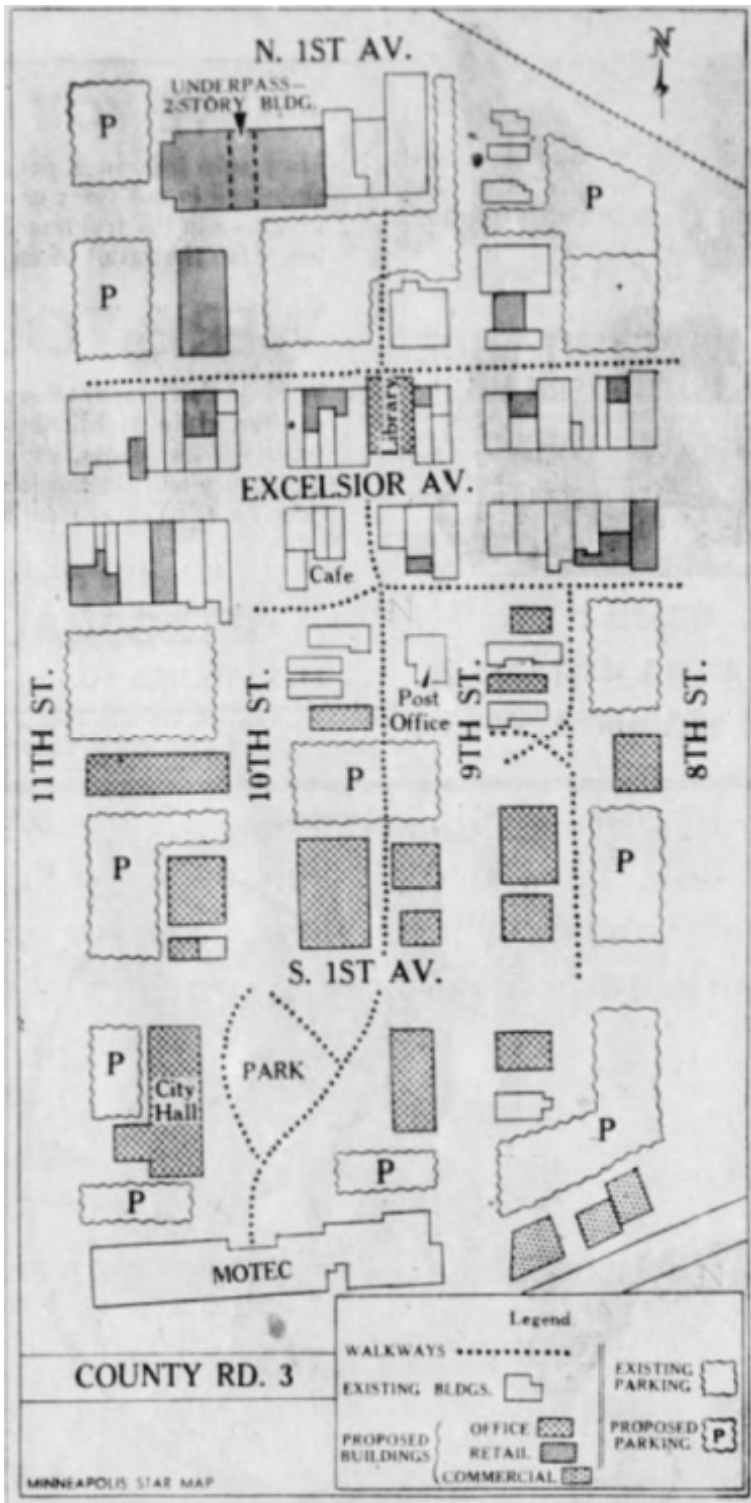 N. 1ST AV.
N
UNDERPASS—
2-STORY BLDG.
P
P
P
Library
EXCELSIOR AV.
Cafe
Post
Office
11TH ST.
10TH ST.
9TH ST.
8TH ST.
P
P
P
S. 1ST AV.
P
City
Hall
PARK
P
P
P
MOTEC
COUNTY RD. 3
MINNEAPOLIS STAR MAP
Legend
WALKWAYS
EXISTING BLDGS.
PROPOSED
BUILDINGS
OFFICE
RETAIL
COMMERCIAL
EXISTING
PARKING
PROPOSED
PARKING
P